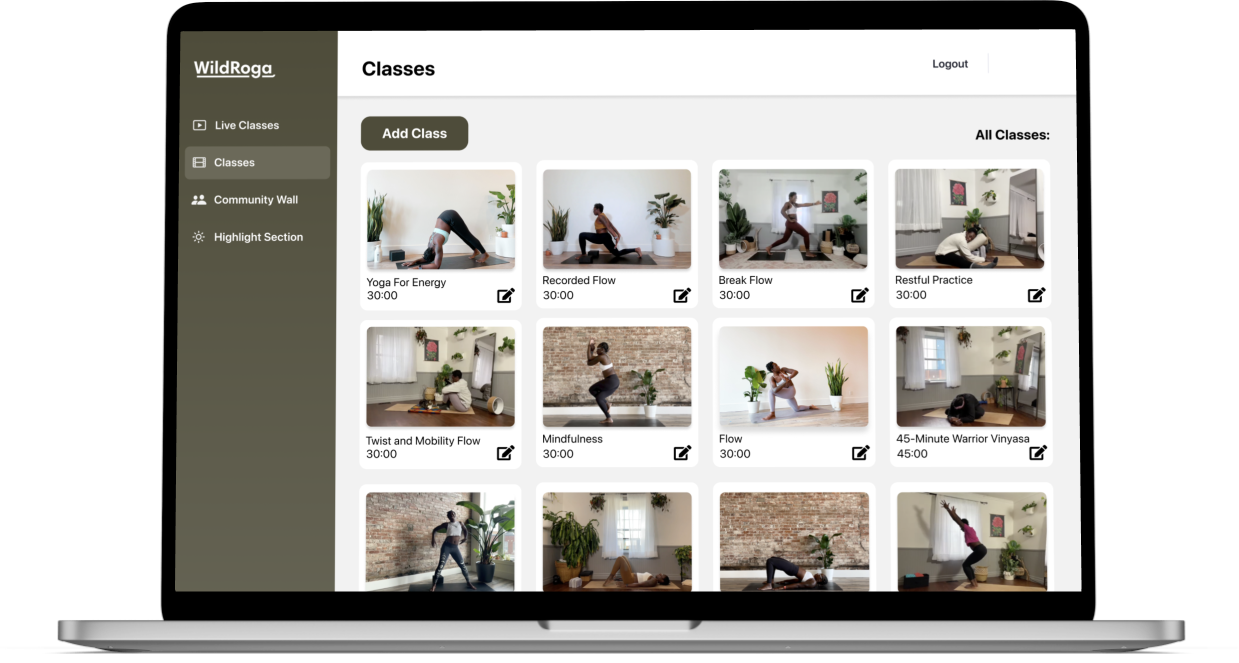 WildRoga
Classes
Logout
Live Classes
Classes
Community Wall
Highlight Section
Add Class
All Classes:
Yoga For Energy
30:00
Recorded Flow
30:00
Break Flow
30:00
Restful Practice
30:00
Twist and Mobility Flow
30:00
Mindfulness
30:00
Flow
30:00
45-Minute Warrior Vinyasa
45:00